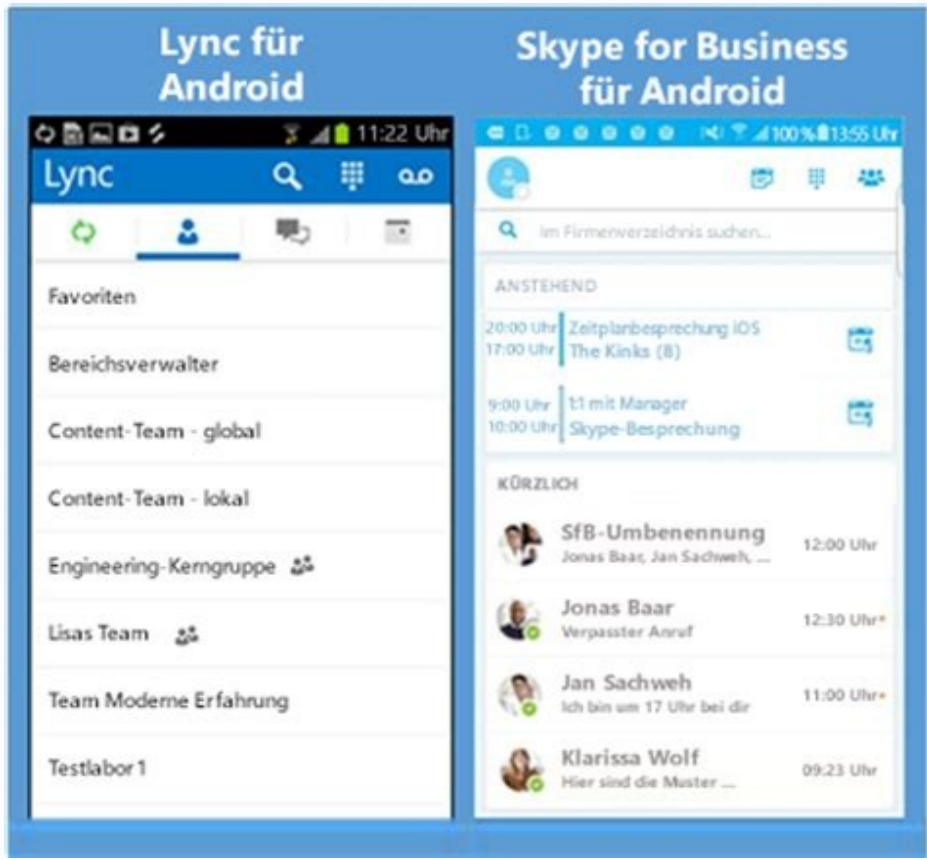 Lync für
Android
11:22 Uhr
Lync
Favoriten
Bereichsverwalter
Content-Team - global
Content-Team - lokal
Engineering-Kerngruppe
Lisas Team
Team Moderne Erfahrung
Testlabor1
Skype for Business
für Android
100% 13:55 Uhr
Im Firmenverzeichnis suchen...
ANSTEHEND
20:00 Uhr Zeitplanbesprechung iOS
17:00 Uhr The Kinks (8)
9:00 Uhr 1:1 mit Manager
10:00 Uhr Skype-Besprechung
KÜRZLICH
SfB-Umbenennung
Jonas Baar, Jan Sachweh, ...
12:00 Uhr
Jonas Baar
Verpasster Anruf
12:30 Uhr
Jan Sachweh
Ich bin um 17 Uhr bei dir
11:00 Uhr
Klarissa Wolf
Hier sind die Muster ...
09:23 Uhr